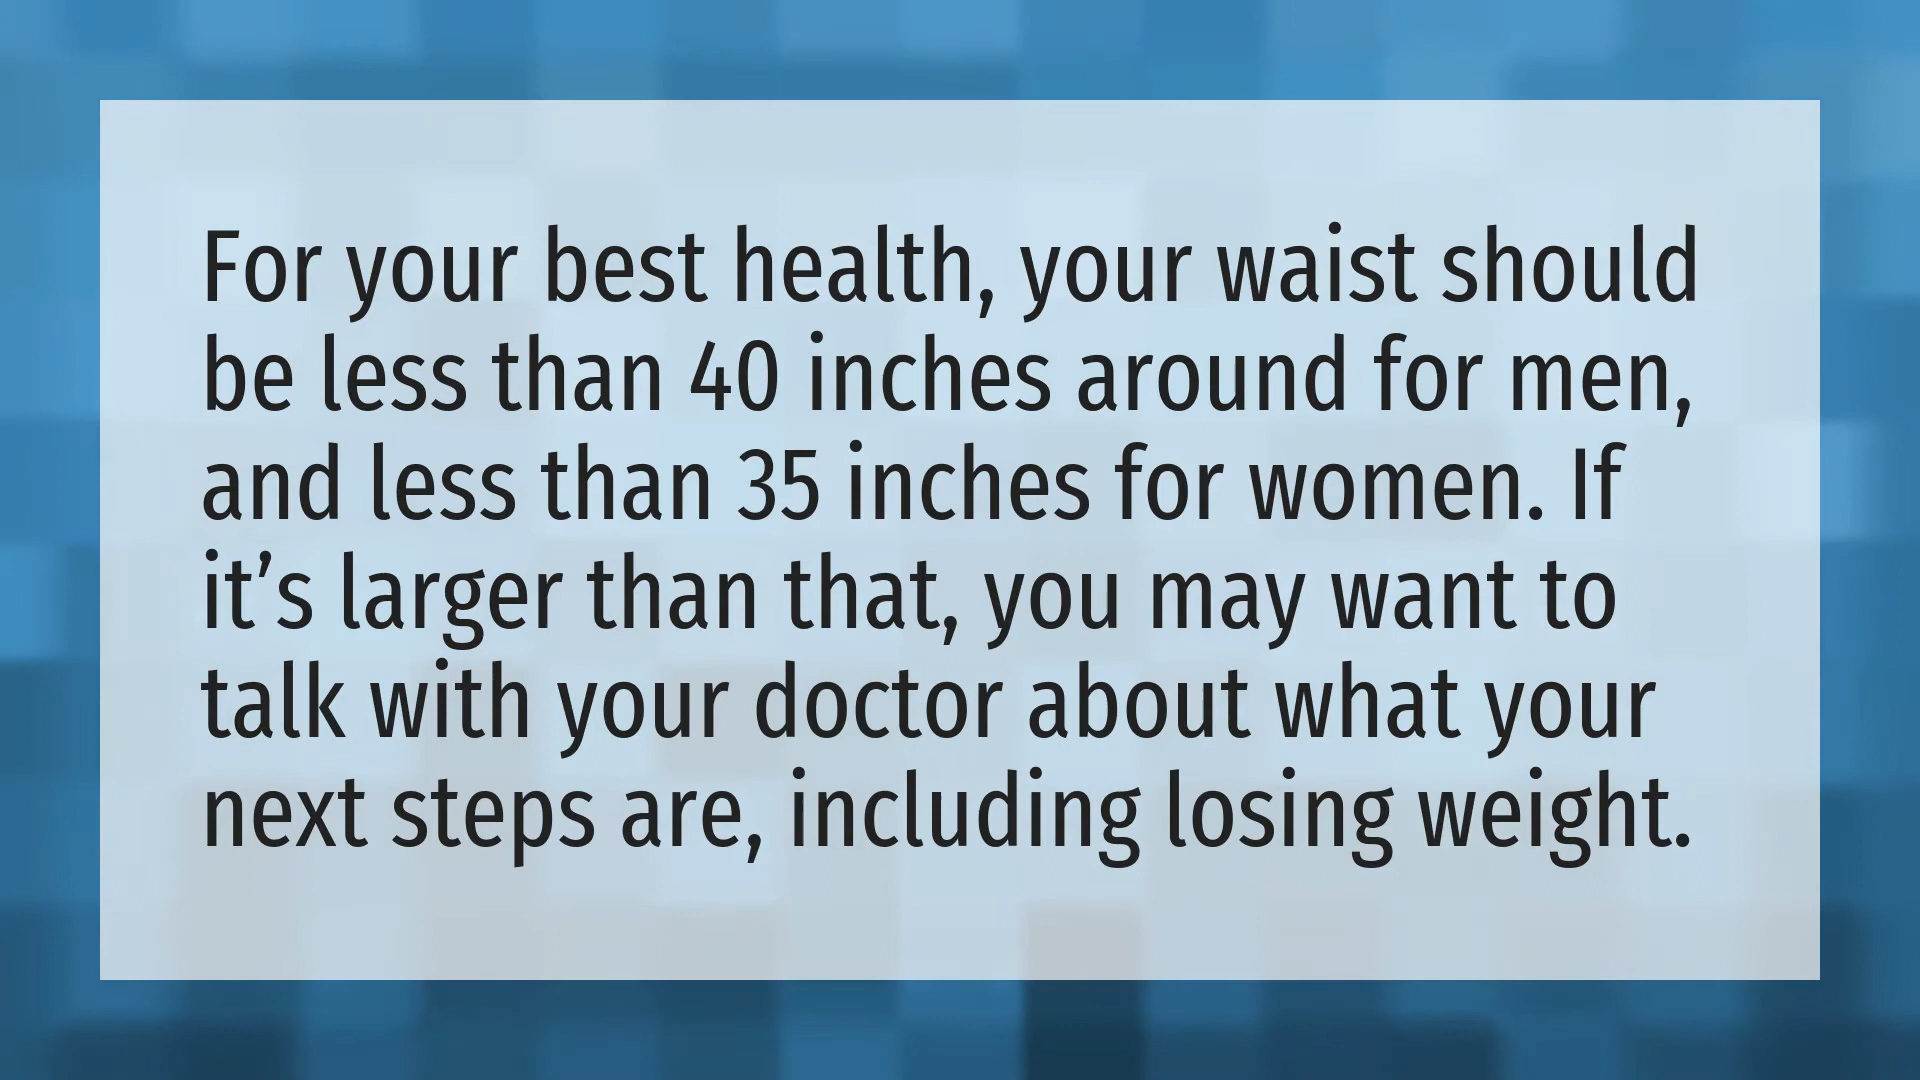 For your best health, your waist should
be less than 40 inches around for men,
and less than 35 inches for women. If
it’s larger than that, you may want to
talk with your doctor about what your
next steps are, including losing weight.